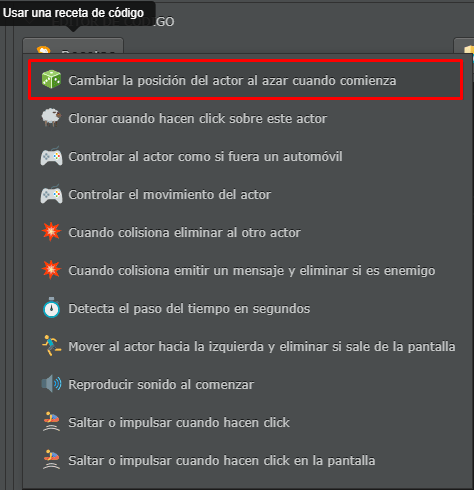 Usar una receta de código
GO
Cambiar la posición del actor al azar cuando comienza
Clonar cuando hacen click sobre este actor
Controlar al actor como si fuera un automóvil
Controlar el movimiento del actor
Cuando colisiona eliminar al otro actor
Cuando colisiona emitir un mensaje y eliminar si es enemigo
Detecta el paso del tiempo en segundos
Mover al actor hacia la izquierda y eliminar si sale de la pantalla
Reproducir sonido al comenzar
Saltar o impulsar cuando hacen click
Saltar o impulsar cuando hacen click en la pantalla